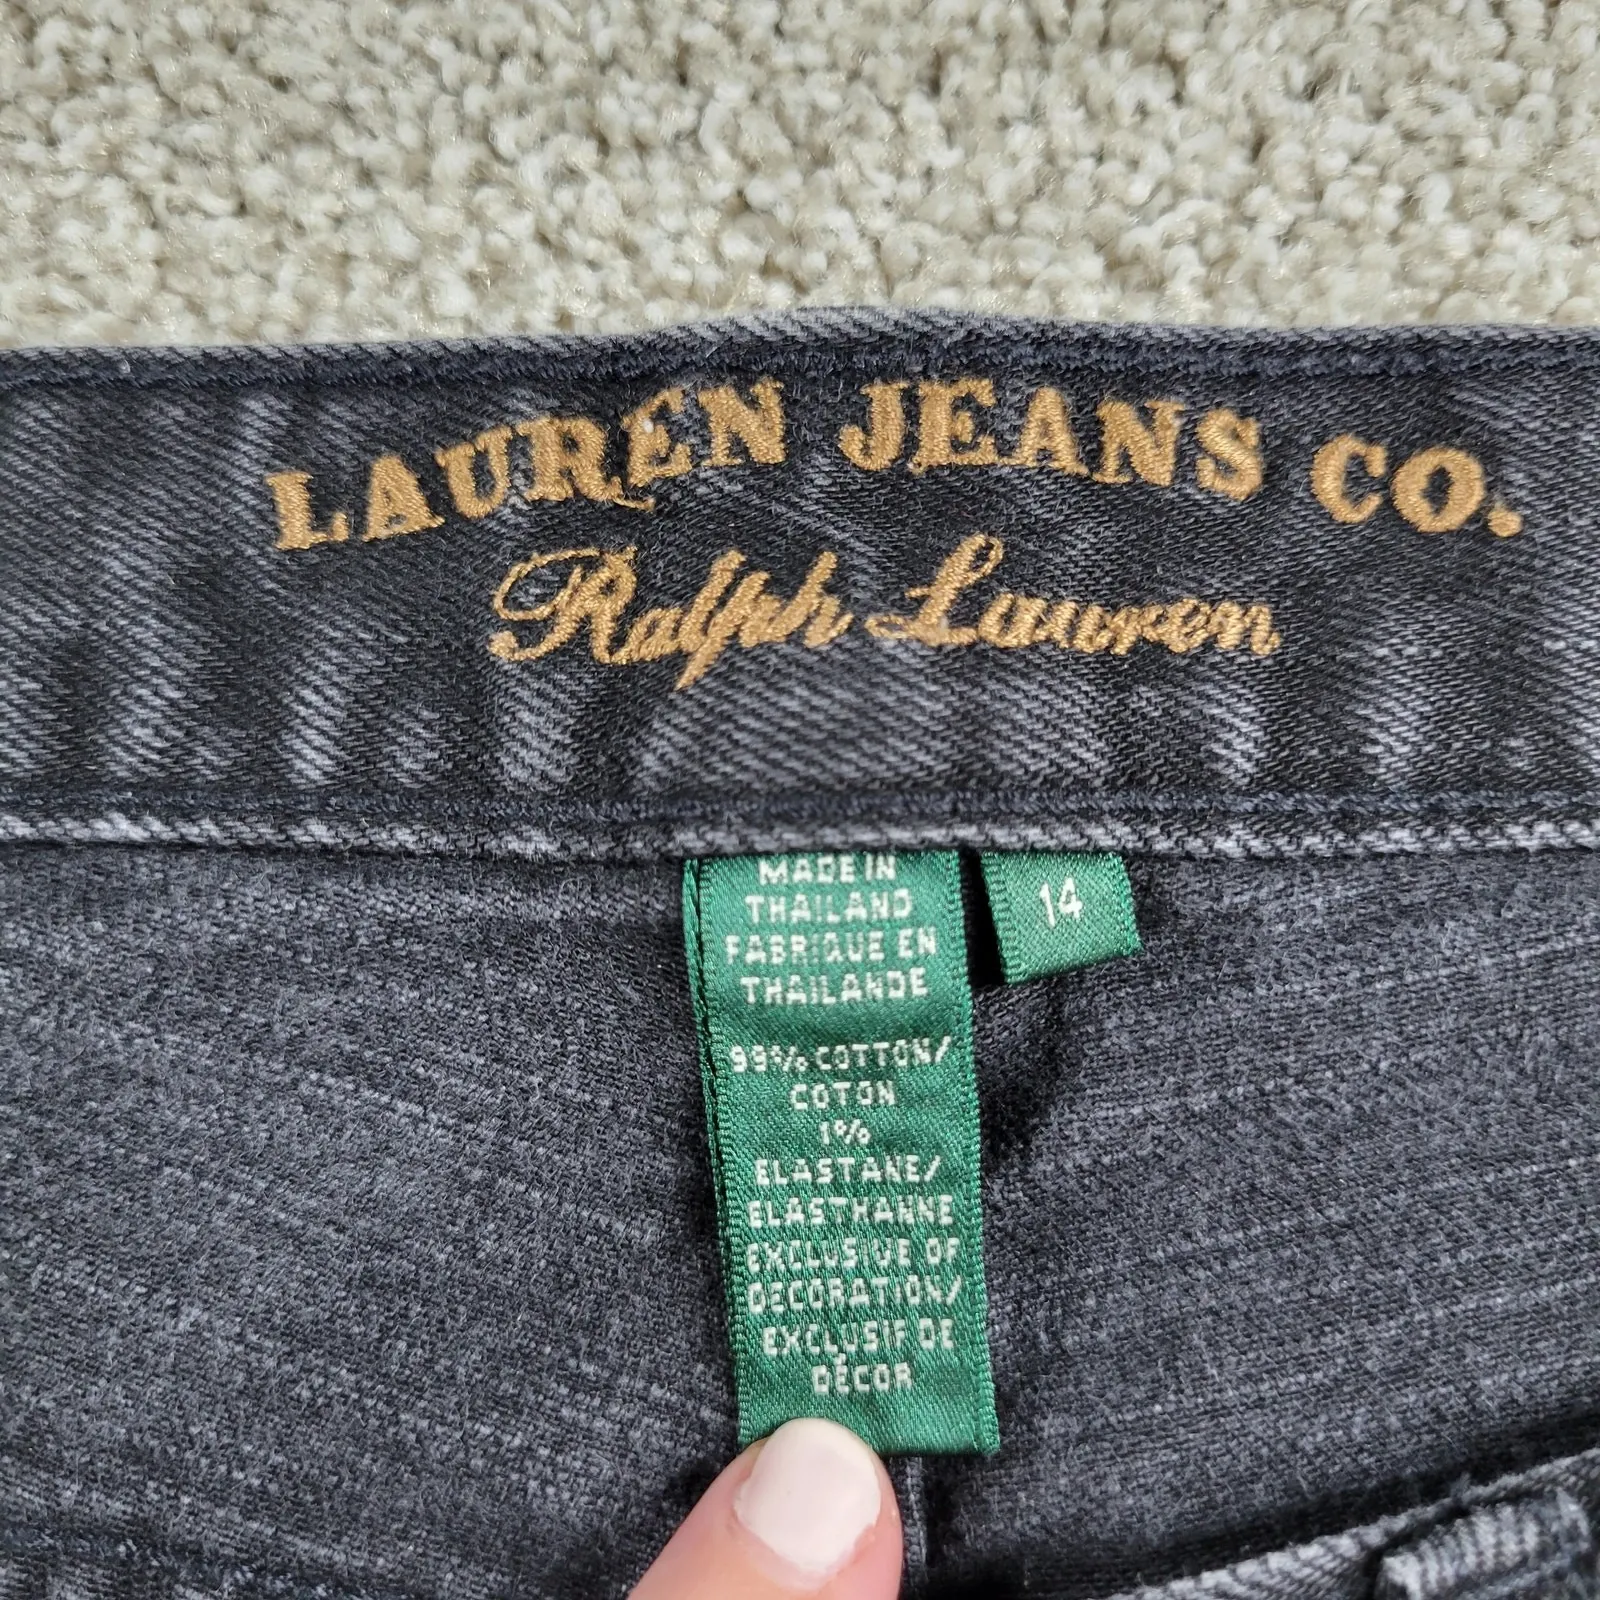 LAUREN JEANS CO.
Ralph Lauren
MADE IN
THAILAND
FABRIQUE EN
THAILANDE
14
99% COTTON/
COTON
1%
ELASTANE/
ELASTHANNE
EXCLUSIVE OF
DECORATION/
EXCLUSIF DE
DÉCOR